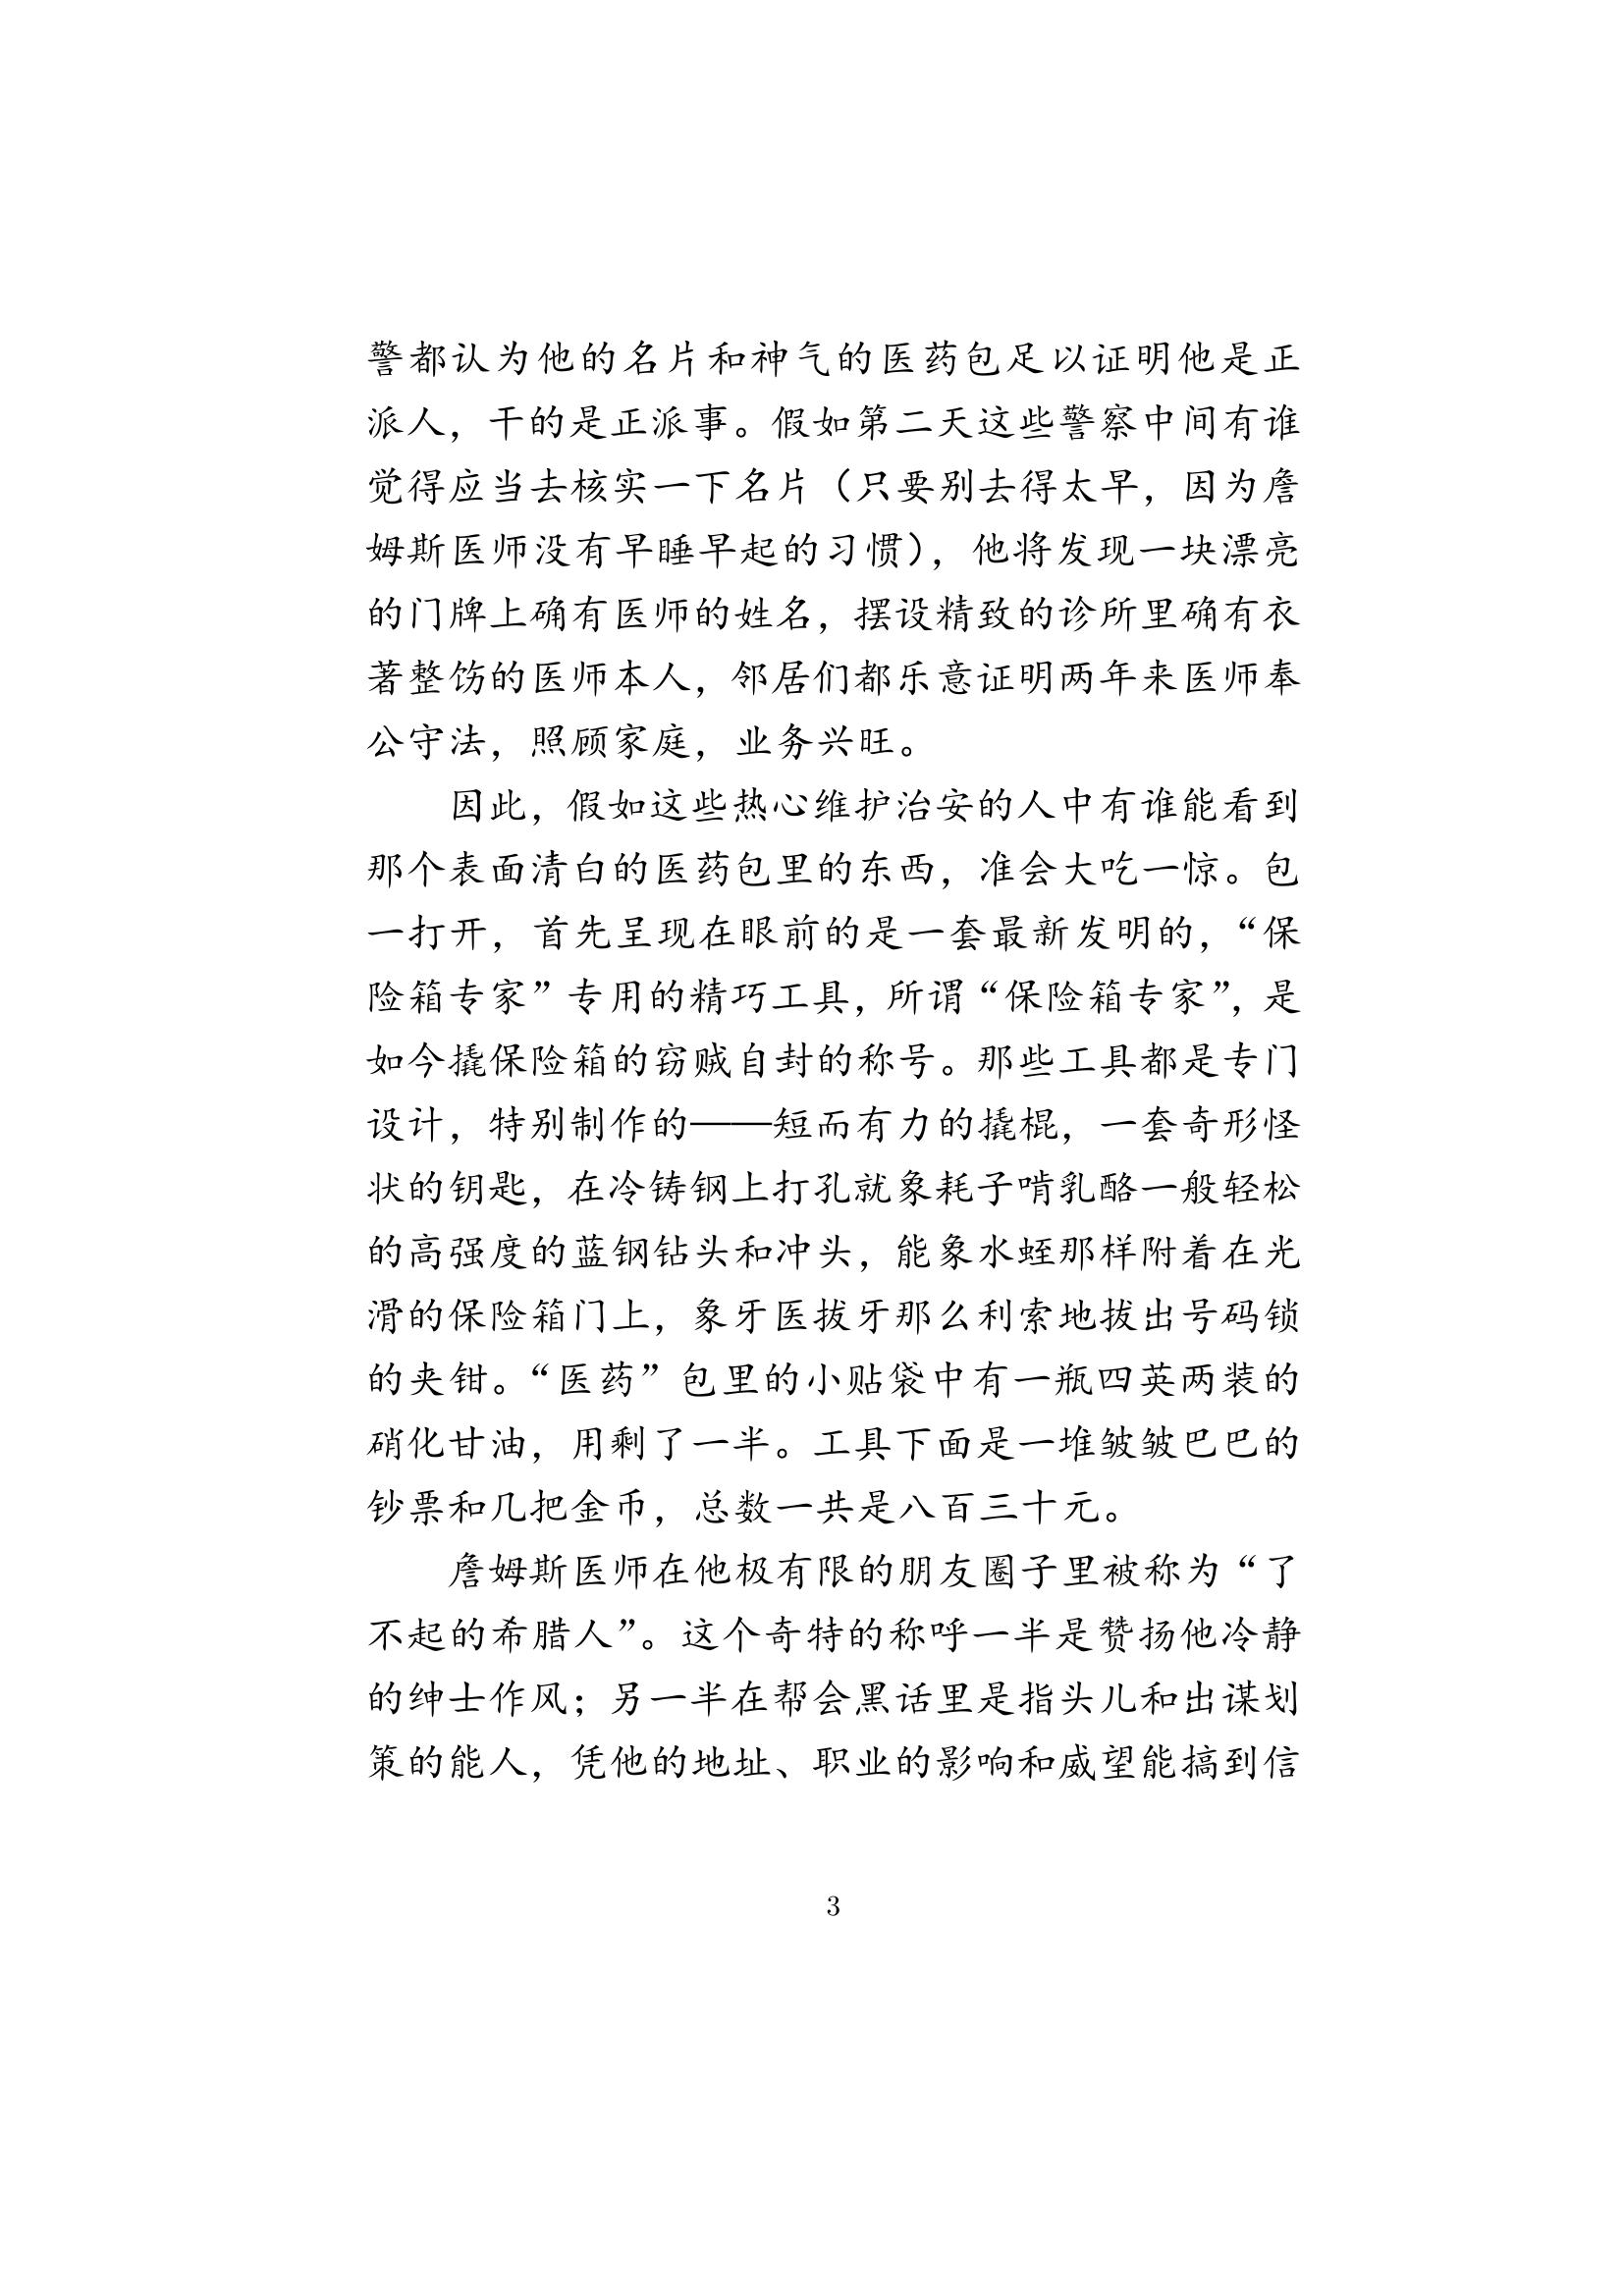 警都认为他的名片和神气的医药包足以证明他是正
派人，干的是正派事。假如第二天这些警察中间有谁
觉得应当去核实一下名片（只要别去得太早，因为詹
姆斯医师没有早睡早起的习惯），他将发现一块漂亮
的门牌上确有医师的姓名，摆设精致的诊所里确有衣
著整饬的医师本人，邻居们都乐意证明两年来医师奉
公守法，照顾家庭，业务兴旺。
因此，假如这些热心维护治安的人中有谁能看到
那个表面清白的医药包里的东西，准会大吃一惊。包
一打开，首先呈现在眼前的是一套最新发明的，“保
险箱专家”专用的精巧工具，所谓“保险箱专家”，是
如今撬保险箱的窃贼自封的称号。那些工具都是专门
设计，特别制作的——短而有力的撬棍，一套奇形怪
状的钥匙，在冷铸钢上打孔就象耗子啃乳酪一般轻松
的高强度的蓝钢钻头和冲头，能象水蛭那样附着在光
滑的保险箱门上，象牙医拔牙那么利索地拔出号码锁
的夹钳。“医药”包里的小贴袋中有一瓶四英两装的
硝化甘油，用剩了一半。工具下面是一堆皱皱巴巴的
钞票和几把金币，总数一共是八百三十元。
詹姆斯医师在他极有限的朋友圈子里被称为“了
不起的希腊人”。这个奇特的称呼一半是赞扬他冷静
的绅士作风；另一半在帮会黑话里是指头儿和出谋划
策的能人，凭他的地址、职业的影响和威望能搞到信
3